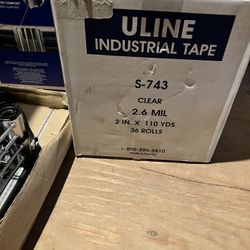 ULINE
INDUSTRIAL TAPE
S-743
CLEAR
2.6 MIL
2 IN. X 110 YDS.
36 ROLLS
1-800-295-5510